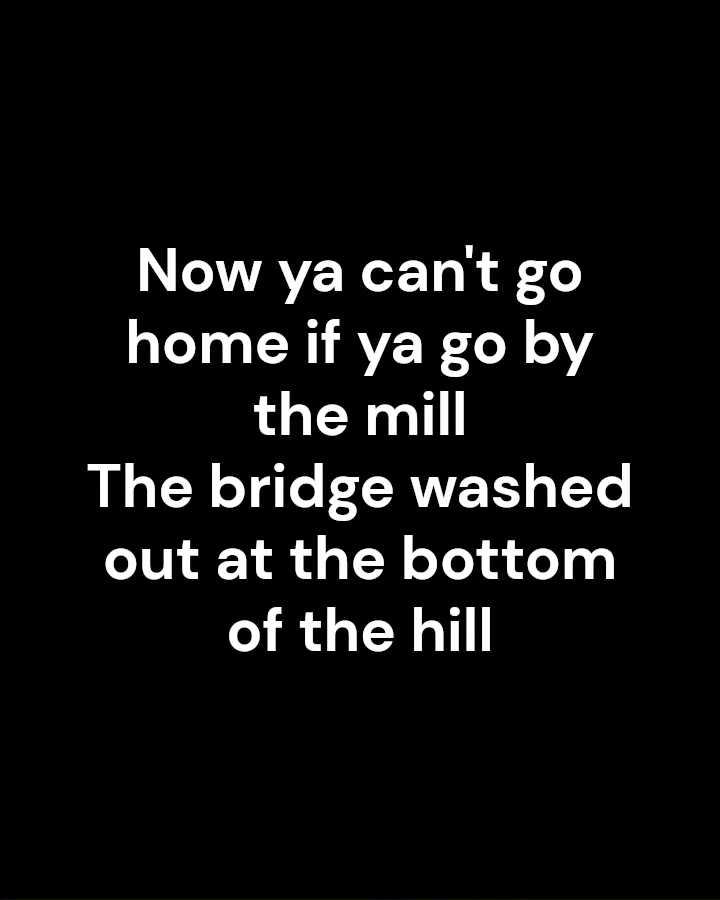 Now ya can't go
home if ya go by
the mill
The bridge washed
out at the bottom
of the hill